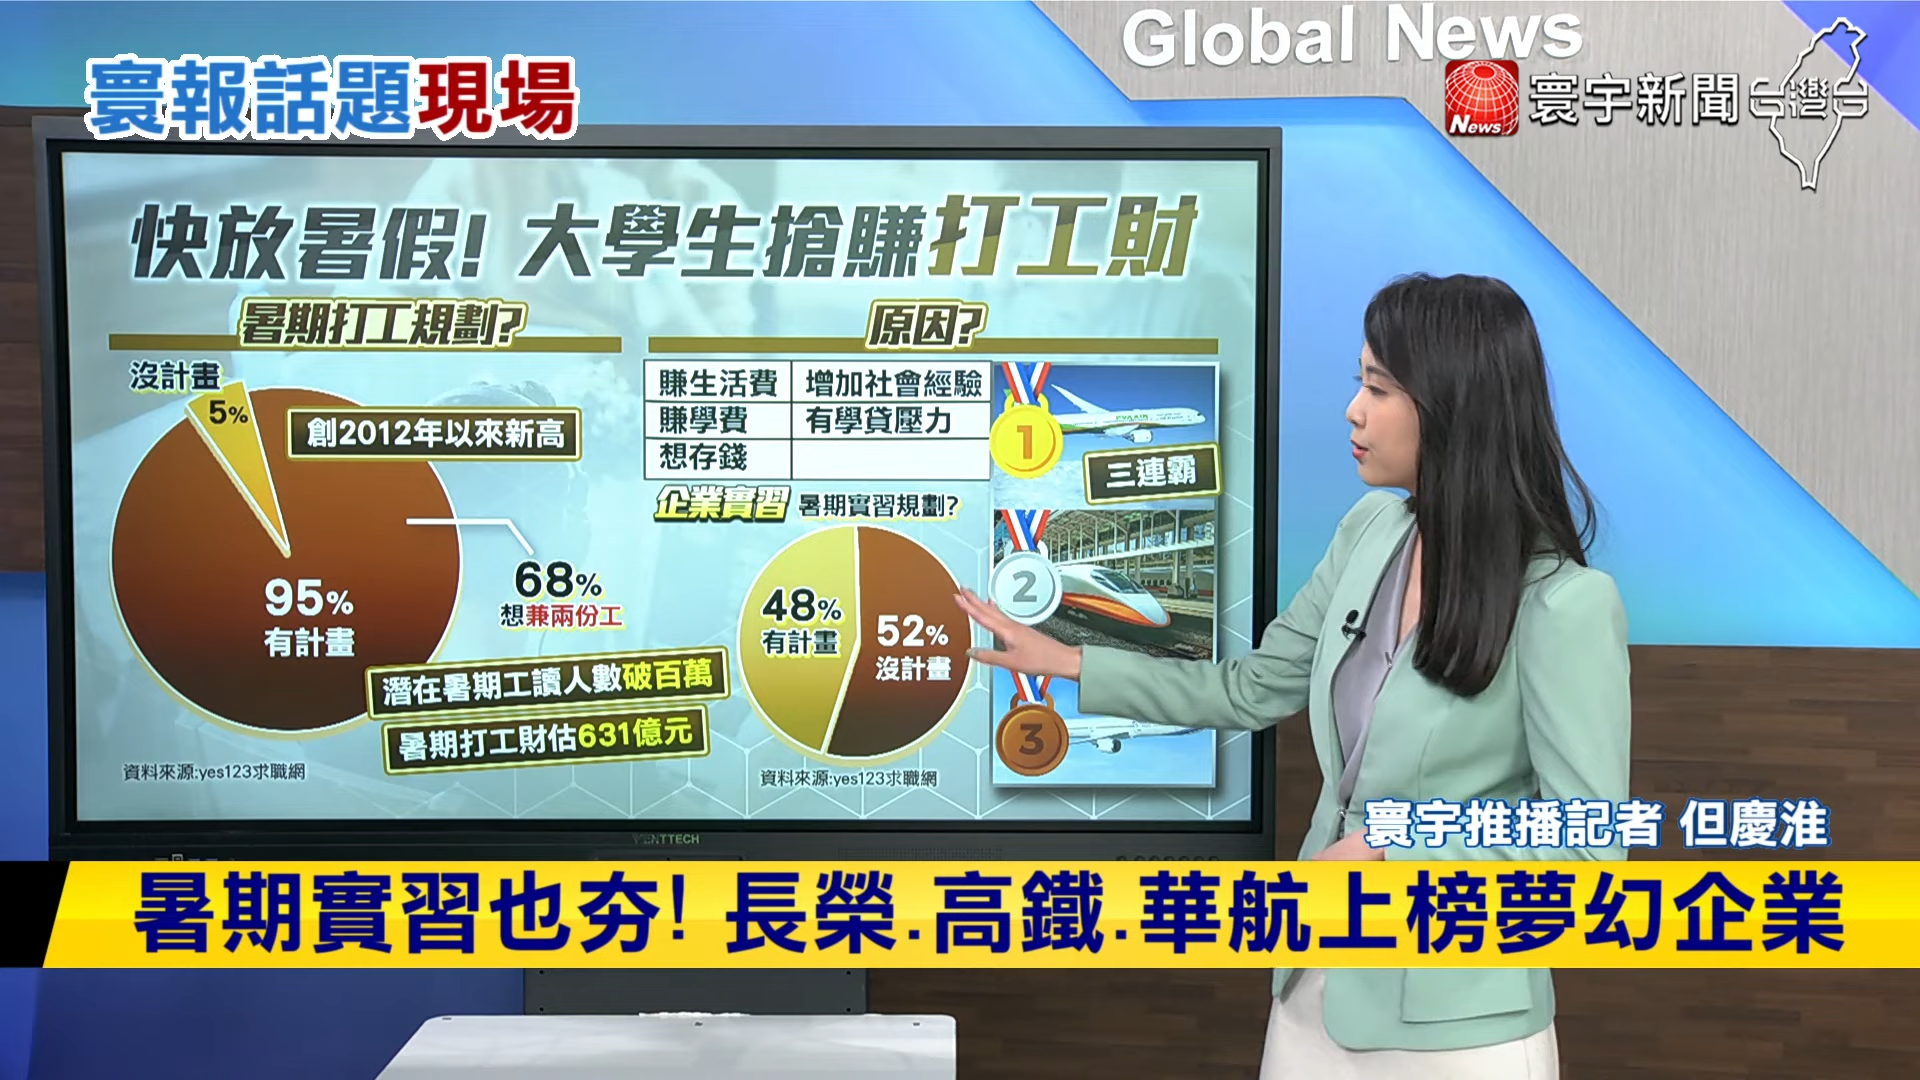 Global News
寰報話題現場
News
寰宇新聞
台灣
快放暑假! 大學生搶賺打工財
暑期打工規劃?
原因?
沒計畫
5%
創2012年以來新高
95%
有計畫
68%
想兼兩份工
潛在暑期工讀人數破百萬
暑期打工財估631億元
資料來源:yes123求職網
賺生活費 增加社會經驗
賺學費 有學貸壓力
想存錢
企業實習 暑期實習規劃?
48%
有計畫
52%
沒計畫
資料來源:yes123求職網
1
EVA AIR
三連霸
2
3
寰宇推播記者 但慶淮
暑期實習也夯! 長榮.高鐵.華航上榜夢幻企業